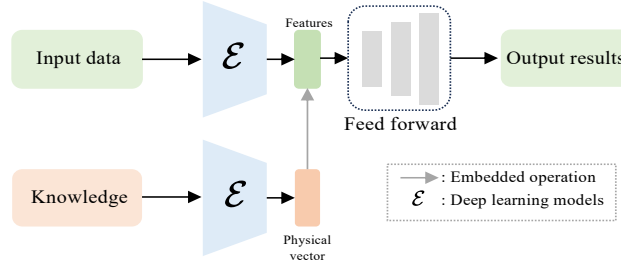 Features
Input data
ℰ
Output results
Feed forward
Knowledge
ℰ
: Embedded operation
ℰ : Deep learning models
Physical
vector